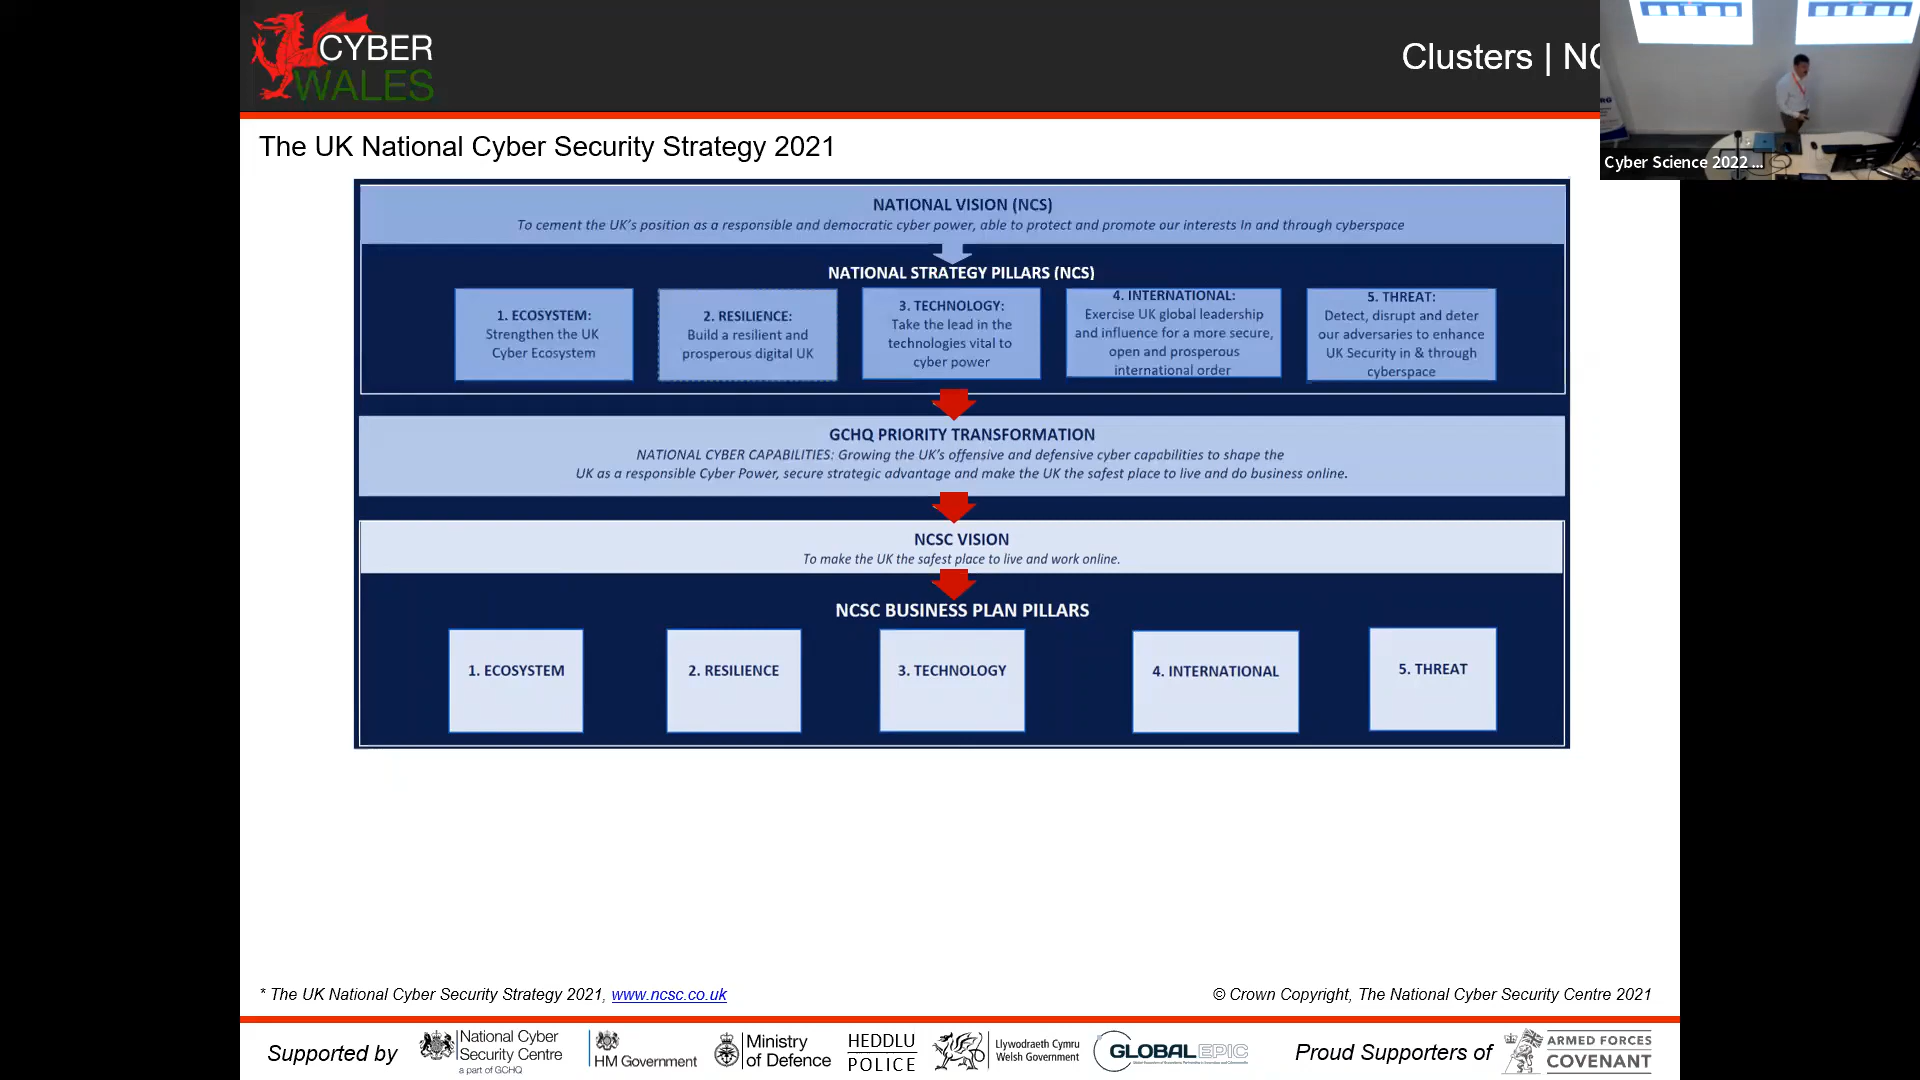 CYBER
WALES
Clusters | NC
Cyber Science 2022 ...
The UK National Cyber Security Strategy 2021
NATIONAL VISION (NCS)
To cement the UK's position as a responsible and democratic cyber power, able to protect and promote our interests In and through cyberspace
NATIONAL STRATEGY PILLARS (NCS)
1. ECOSYSTEM:
Strengthen the UK
Cyber Ecosystem
2. RESILIENCE:
Build a resilient and
prosperous digital UK
3. TECHNOLOGY:
Take the lead in the
technologies vital to
cyber power
4. INTERNATIONAL:
Exercise UK global leadership
and influence for a more secure,
open and prosperous
international order
5. THREAT:
Detect, disrupt and deter
our adversaries to enhance
UK Security in & through
cyberspace
GCHQ PRIORITY TRANSFORMATION
NATIONAL CYBER CAPABILITIES: Growing the UK's offensive and defensive cyber capabilities to shape the
UK as a responsible Cyber Power, secure strategic advantage and make the UK the safest place to live and do business online.
NCSC VISION
To make the UK the safest place to live and work online.
NCSC BUSINESS PLAN PILLARS
1. ECOSYSTEM
2. RESILIENCE
3. TECHNOLOGY
4. INTERNATIONAL
5. THREAT
* The UK National Cyber Security Strategy 2021, www.ncsc.co.uk
© Crown Copyright, The National Cyber Security Centre 2021
Supported by
National Cyber
Security Centre
a part of GCHQ
HM Government
Ministry
of Defence
HEDDLU
POLICE
Llywodraeth Cymru
Welsh Government
GLOBAL EPIC
Proud Supporters of
ARMED FORCES
COVENANT